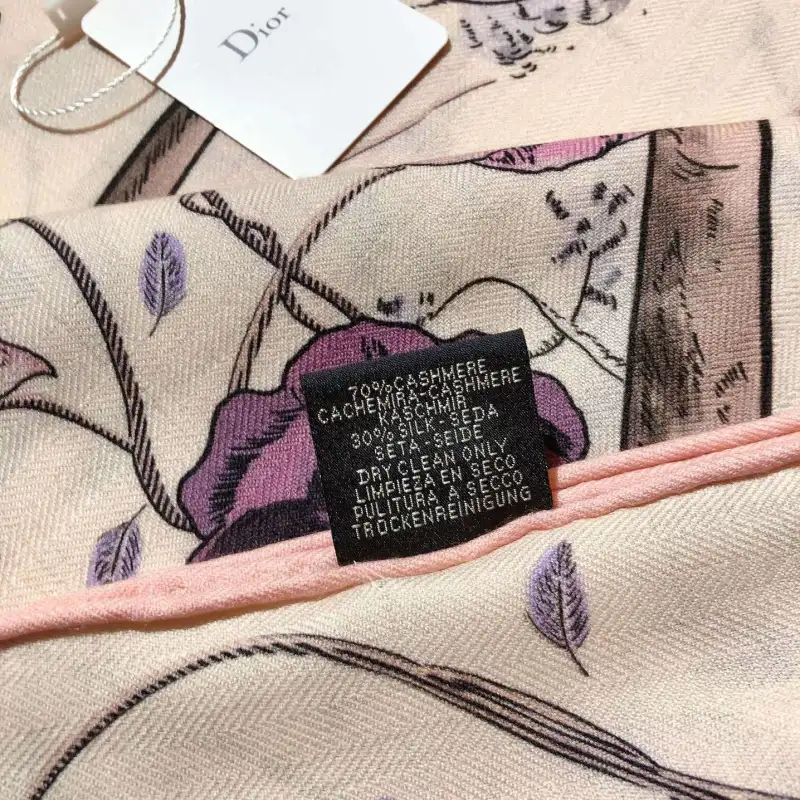 Dior
70%CASHMERE
CACHEMIRA-CASHMERE
KASCHMIR
30% SILK-SEDA
SETA-SEIDE
DRY CLEAN ONLY
LIMPIEZA EN SECO
PULITURA A SECCO
TROCKENREINIGUNG